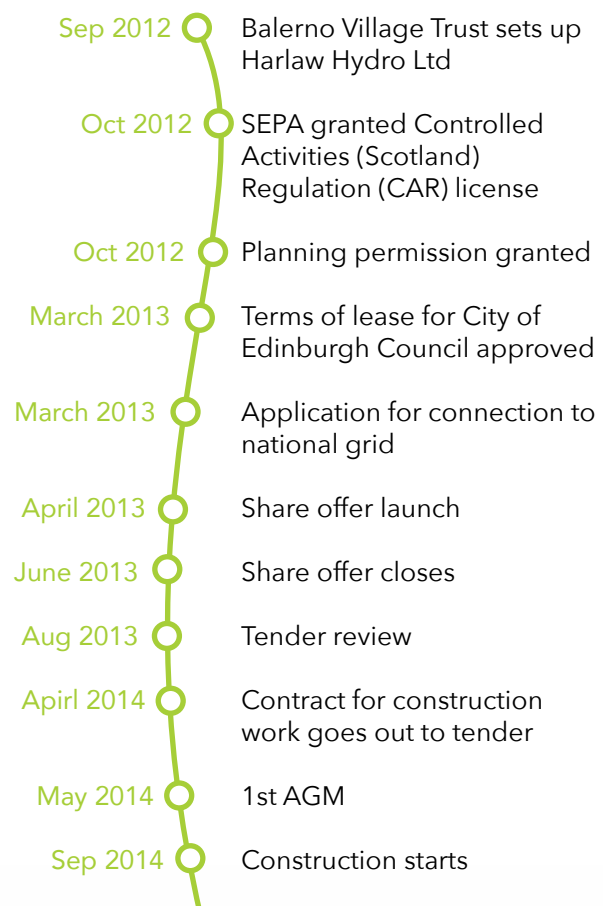 Sep 2012
Balerno Village Trust sets up
Harlaw Hydro Ltd
Oct 2012
SEPA granted Controlled
Activities (Scotland)
Regulation (CAR) license
Oct 2012
Planning permission granted
March 2013
Terms of lease for City of
Edinburgh Council approved
March 2013
Application for connection to
national grid
April 2013
Share offer launch
June 2013
Share offer closes
Aug 2013
Tender review
Apirl 2014
Contract for construction
work goes out to tender
May 2014
1st AGM
Sep 2014
Construction starts